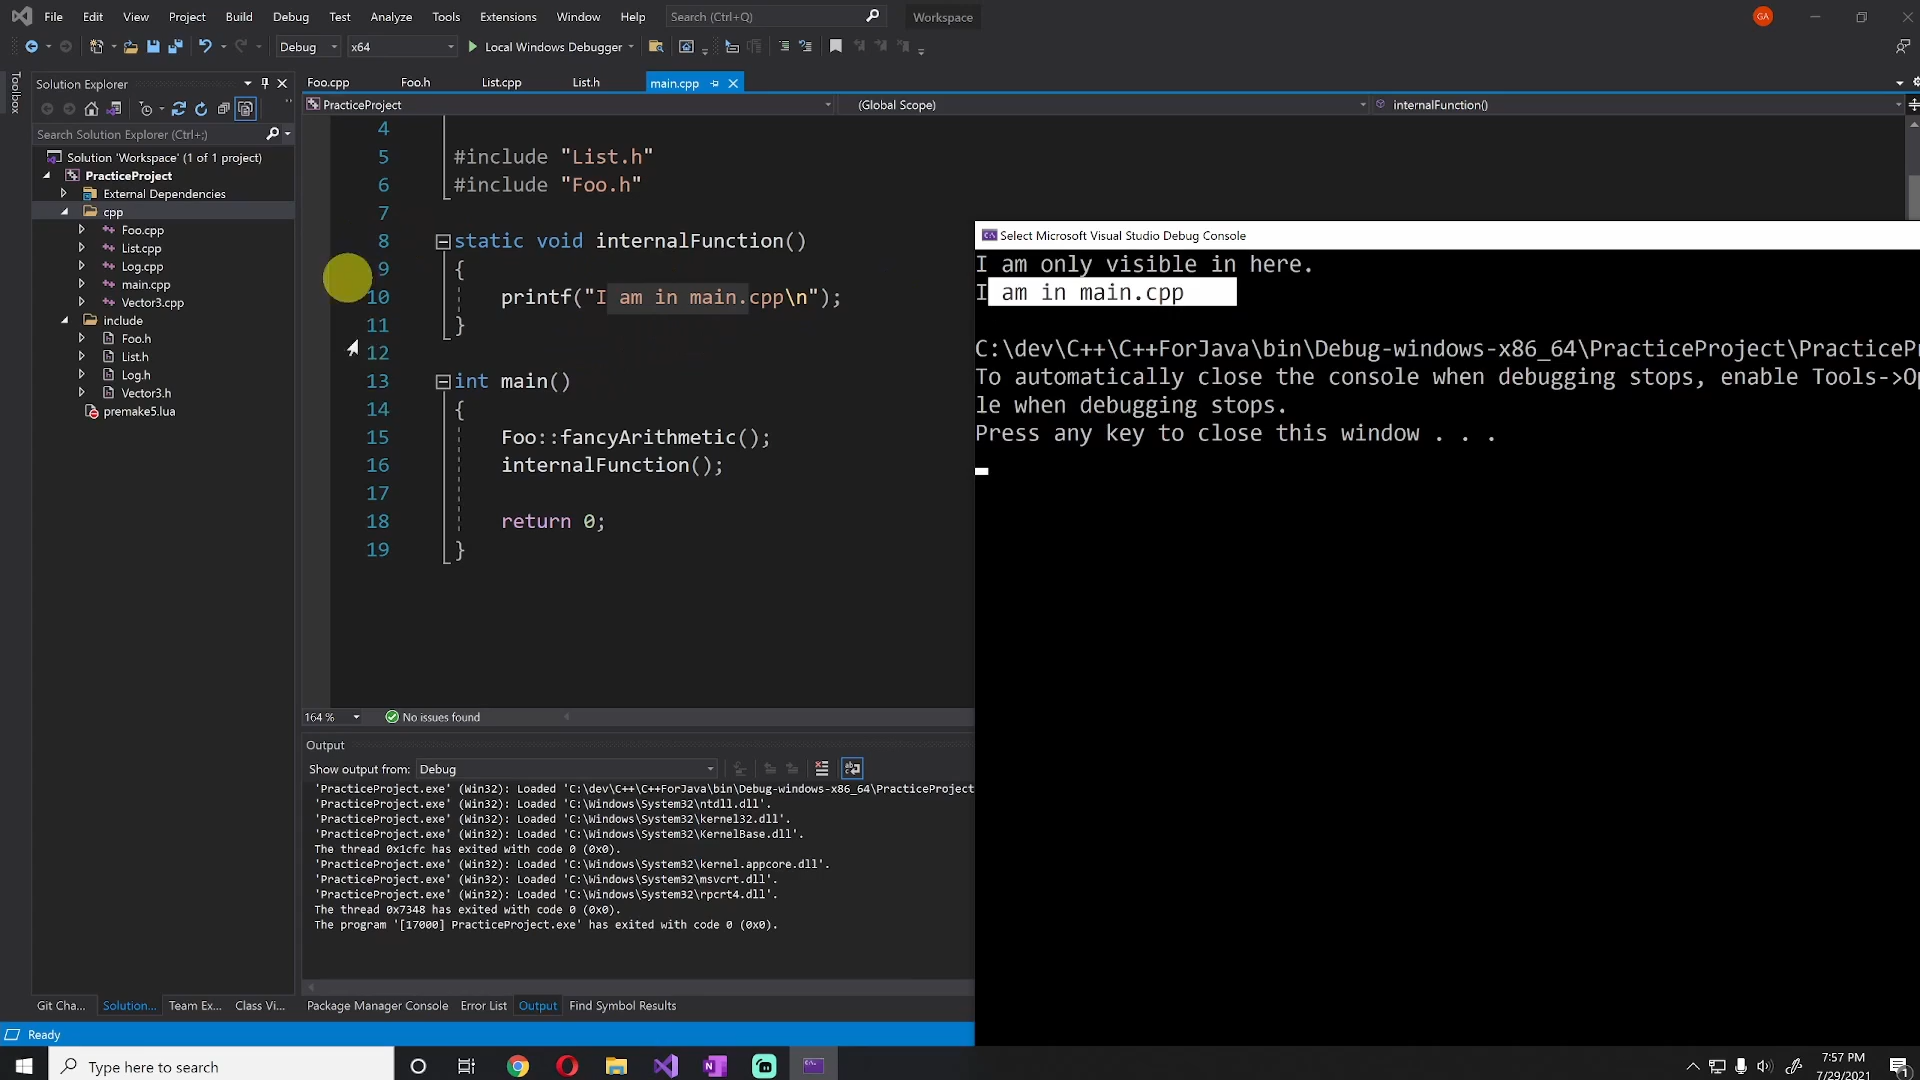 File Edit View Project Build Debug Test Analyze Tools Extensions Window Help Search (Ctrl+Q) Workspace GA
Debug x64 Local Windows Debugger
Toolbox
Solution Explorer
Search Solution Explorer (Ctrl+;)
Solution 'Workspace' (1 of 1 project)
PracticeProject
External Dependencies
cpp
Foo.cpp
List.cpp
Log.cpp
main.cpp
Vector3.cpp
include
Foo.h
List.h
Log.h
Vector3.h
premake5.lua
Git Cha... Solution... Team Ex... Class Vi...
Foo.cpp Foo.h List.cpp List.h main.cpp
PracticeProject (Global Scope) internalFunction()
4
5 #include "List.h"
6 #include "Foo.h"
7
8 static void internalFunction()
9 {
10 printf("I am in main.cpp\n");
11 }
12
13 int main()
14 {
15 Foo::fancyArithmetic();
16 internalFunction();
17
18 return 0;
19 }
164 % No issues found
Output
Show output from: Debug
'PracticeProject.exe' (Win32): Loaded 'C:\dev\C++\C++ForJava\bin\Debug-windows-x86_64\PracticeProject
'PracticeProject.exe' (Win32): Loaded 'C:\Windows\System32\ntdll.dll'.
'PracticeProject.exe' (Win32): Loaded 'C:\Windows\System32\kernel32.dll'.
'PracticeProject.exe' (Win32): Loaded 'C:\Windows\System32\KernelBase.dll'.
The thread 0x1cfc has exited with code 0 (0x0).
'PracticeProject.exe' (Win32): Loaded 'C:\Windows\System32\kernel.appcore.dll'.
'PracticeProject.exe' (Win32): Loaded 'C:\Windows\System32\msvcrt.dll'.
'PracticeProject.exe' (Win32): Loaded 'C:\Windows\System32\rpcrt4.dll'.
The thread 0x7348 has exited with code 0 (0x0).
The program '[17000] PracticeProject.exe' has exited with code 0 (0x0).
Package Manager Console Error List Output Find Symbol Results
Select Microsoft Visual Studio Debug Console
I am only visible in here.
I am in main.cpp
C:\dev\C++\C++ForJava\bin\Debug-windows-x86_64\PracticeProject\PracticeP
To automatically close the console when debugging stops, enable Tools->Op
le when debugging stops.
Press any key to close this window . . .
Ready
Type here to search
7:57 PM
7/29/2021
1